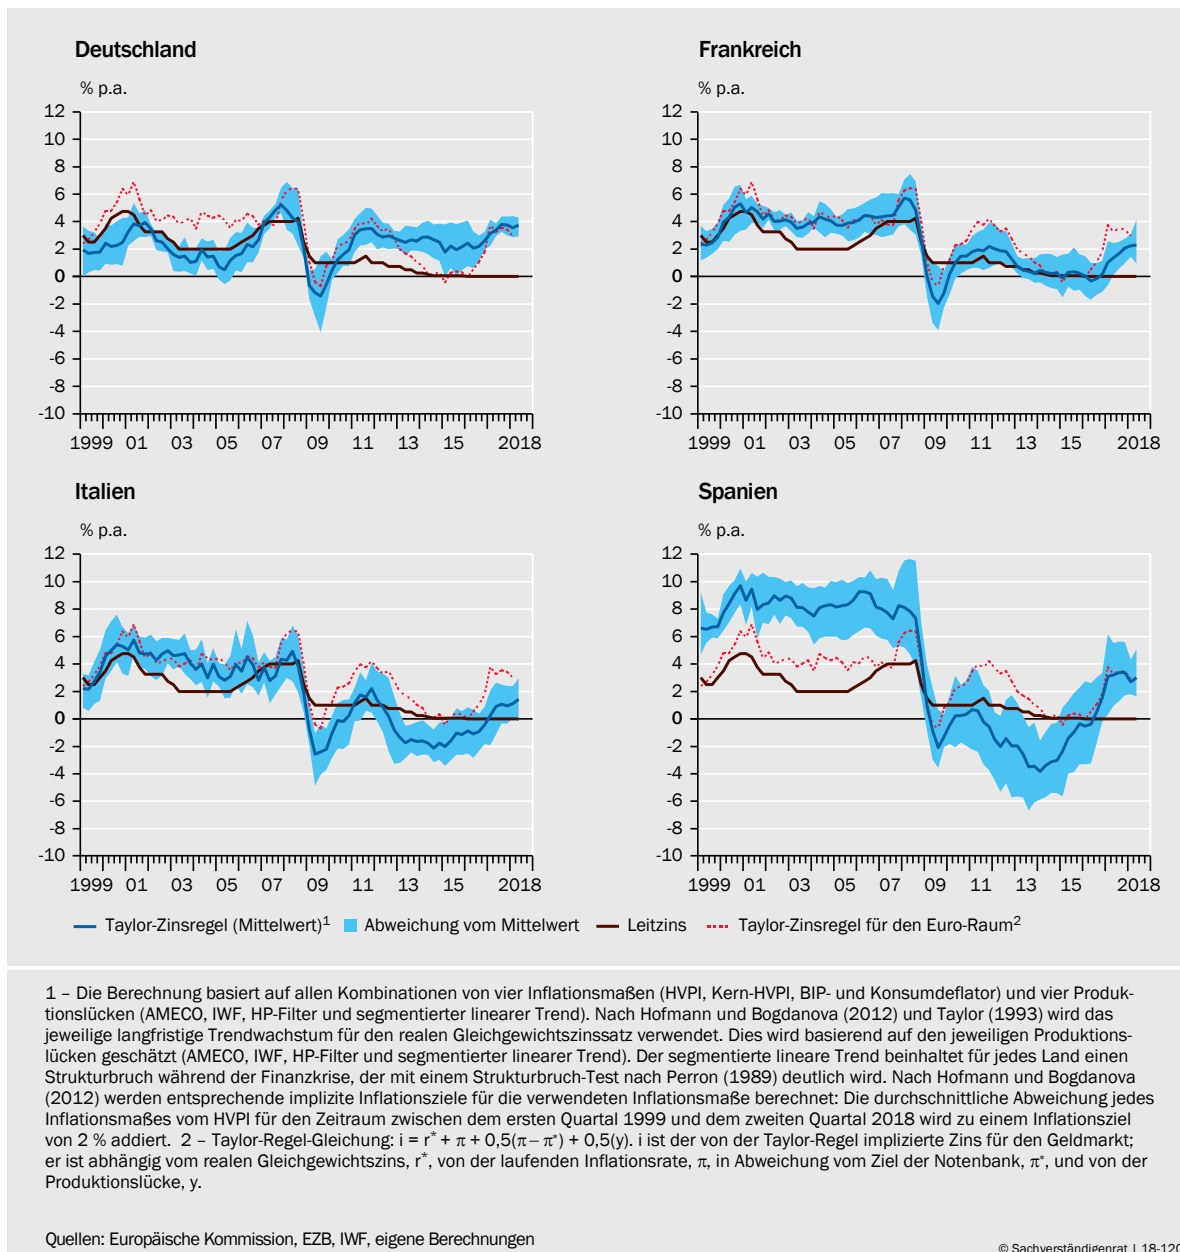 Deutschland
% p.a.
12
10
8
6
4
2
0
-2
-4
-6
-8
-10
1999 01 03 05 07 09 11 13 15 2018
Frankreich
% p.a.
12
10
8
6
4
2
0
-2
-4
-6
-8
-10
1999 01 03 05 07 09 11 13 15 2018
Italien
% p.a.
12
10
8
6
4
2
0
-2
-4
-6
-8
-10
1999 01 03 05 07 09 11 13 15 2018
Spanien
% p.a.
12
10
8
6
4
2
0
-2
-4
-6
-8
-10
1999 01 03 05 07 09 11 13 15 2018
Taylor-Zinsregel (Mittelwert)¹ Abweichung vom Mittelwert Leitzins Taylor-Zinsregel für den Euro-Raum²
1 – Die Berechnung basiert auf allen Kombinationen von vier Inflationsmaßen (HVPI, Kern-HVPI, BIP- und Konsumdeflator) und vier Produk-
tionslücken (AMECO, IWF, HP-Filter und segmentierter linearer Trend). Nach Hofmann und Bogdanova (2012) und Taylor (1993) wird das
jeweilige langfristige Trendwachstum für den realen Gleichgewichtszinssatz verwendet. Dies wird basierend auf den jeweiligen Produktions-
lücken geschätzt (AMECO, IWF, HP-Filter und segmentierter linearer Trend). Der segmentierte lineare Trend beinhaltet für jedes Land einen
Strukturbruch während der Finanzkrise, der mit einem Strukturbruch-Test nach Perron (1989) deutlich wird. Nach Hofmann und Bogdanova
(2012) werden entsprechende implizite Inflationsziele für die verwendeten Inflationsmaße berechnet: Die durchschnittliche Abweichung jedes
Inflationsmaßes vom HVPI für den Zeitraum zwischen dem ersten Quartal 1999 und dem zweiten Quartal 2018 wird zu einem Inflationsziel
von 2 % addiert. 2 – Taylor-Regel-Gleichung: i = r* + π + 0,5(π– π*) + 0,5(y). i ist der von der Taylor-Regel implizierte Zins für den Geldmarkt;
er ist abhängig vom realen Gleichgewichtszins, r*, von der laufenden Inflationsrate, π, in Abweichung vom Ziel der Notenbank, π*, und von der
Produktionslücke, y.
Quellen: Europäische Kommission, EZB, IWF, eigene Berechnungen
© Sachverständigenrat | 18-120